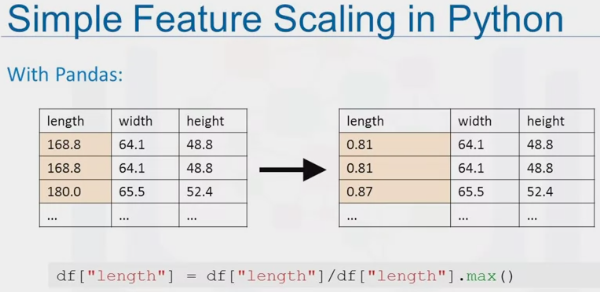 Simple Feature Scaling in Python
With Pandas:
length width height length width height
168.8 64.1 48.8 0.81 64.1 48.8
168.8 64.1 48.8 0.81 64.1 48.8
180.0 65.5 52.4 0.87 65.5 52.4
... ... ... ... ... ...
df["length"] = df["length"]/df["length"].max()